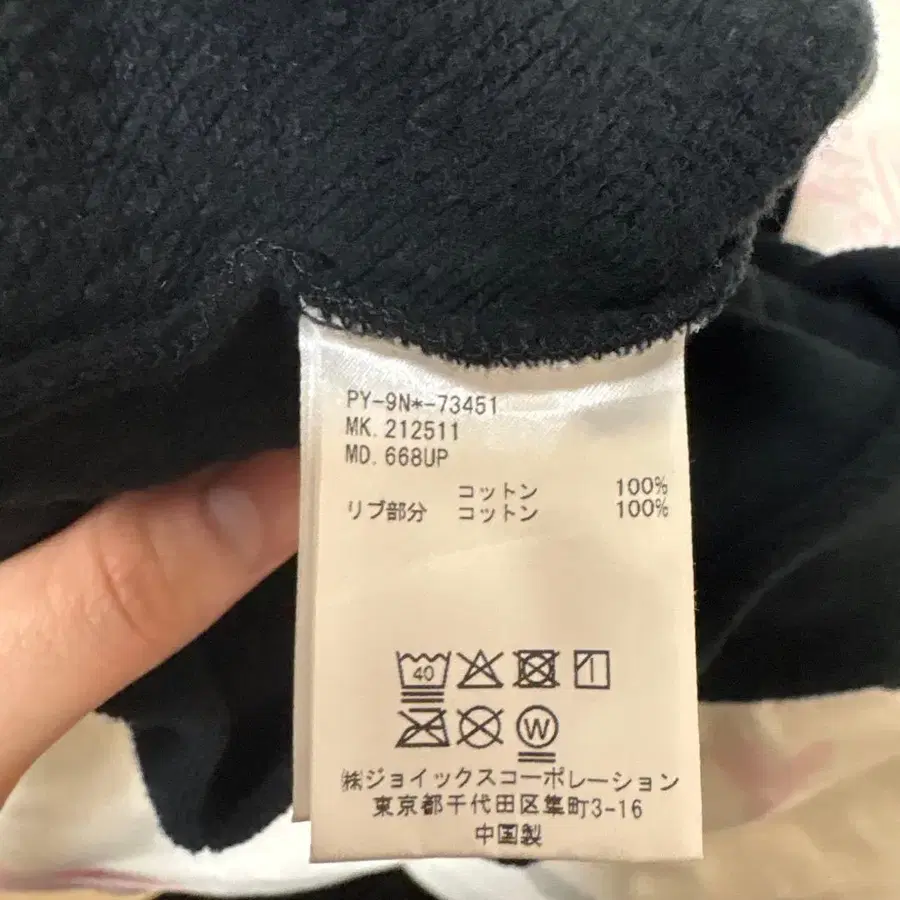 PY-9N*-73451
MK. 212511
MD. 668UP
コットン 100%
リブ部分 コットン 100%
40
W
㈱ジョイックスコーポレーション
東京都千代田区隼町3-16
中国製